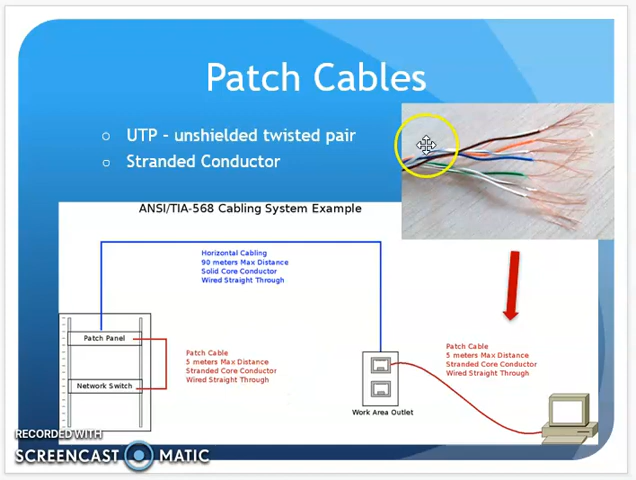 Patch Cables
UTP – unshielded twisted pair
Stranded Conductor
ANSI/TIA-568 Cabling System Example
Horizontal Cabling
90 meters Max Distance
Solid Core Conductor
Wired Straight Through
Patch Panel
Network Switch
Patch Cable
5 meters Max Distance
Stranded Core Conductor
Wired Straight Through
Work Area Outlet
Patch Cable
5 meters Max Distance
Stranded Core Conductor
Wired Straight Through
RECORDED WITH
SCREENCAST MATIC